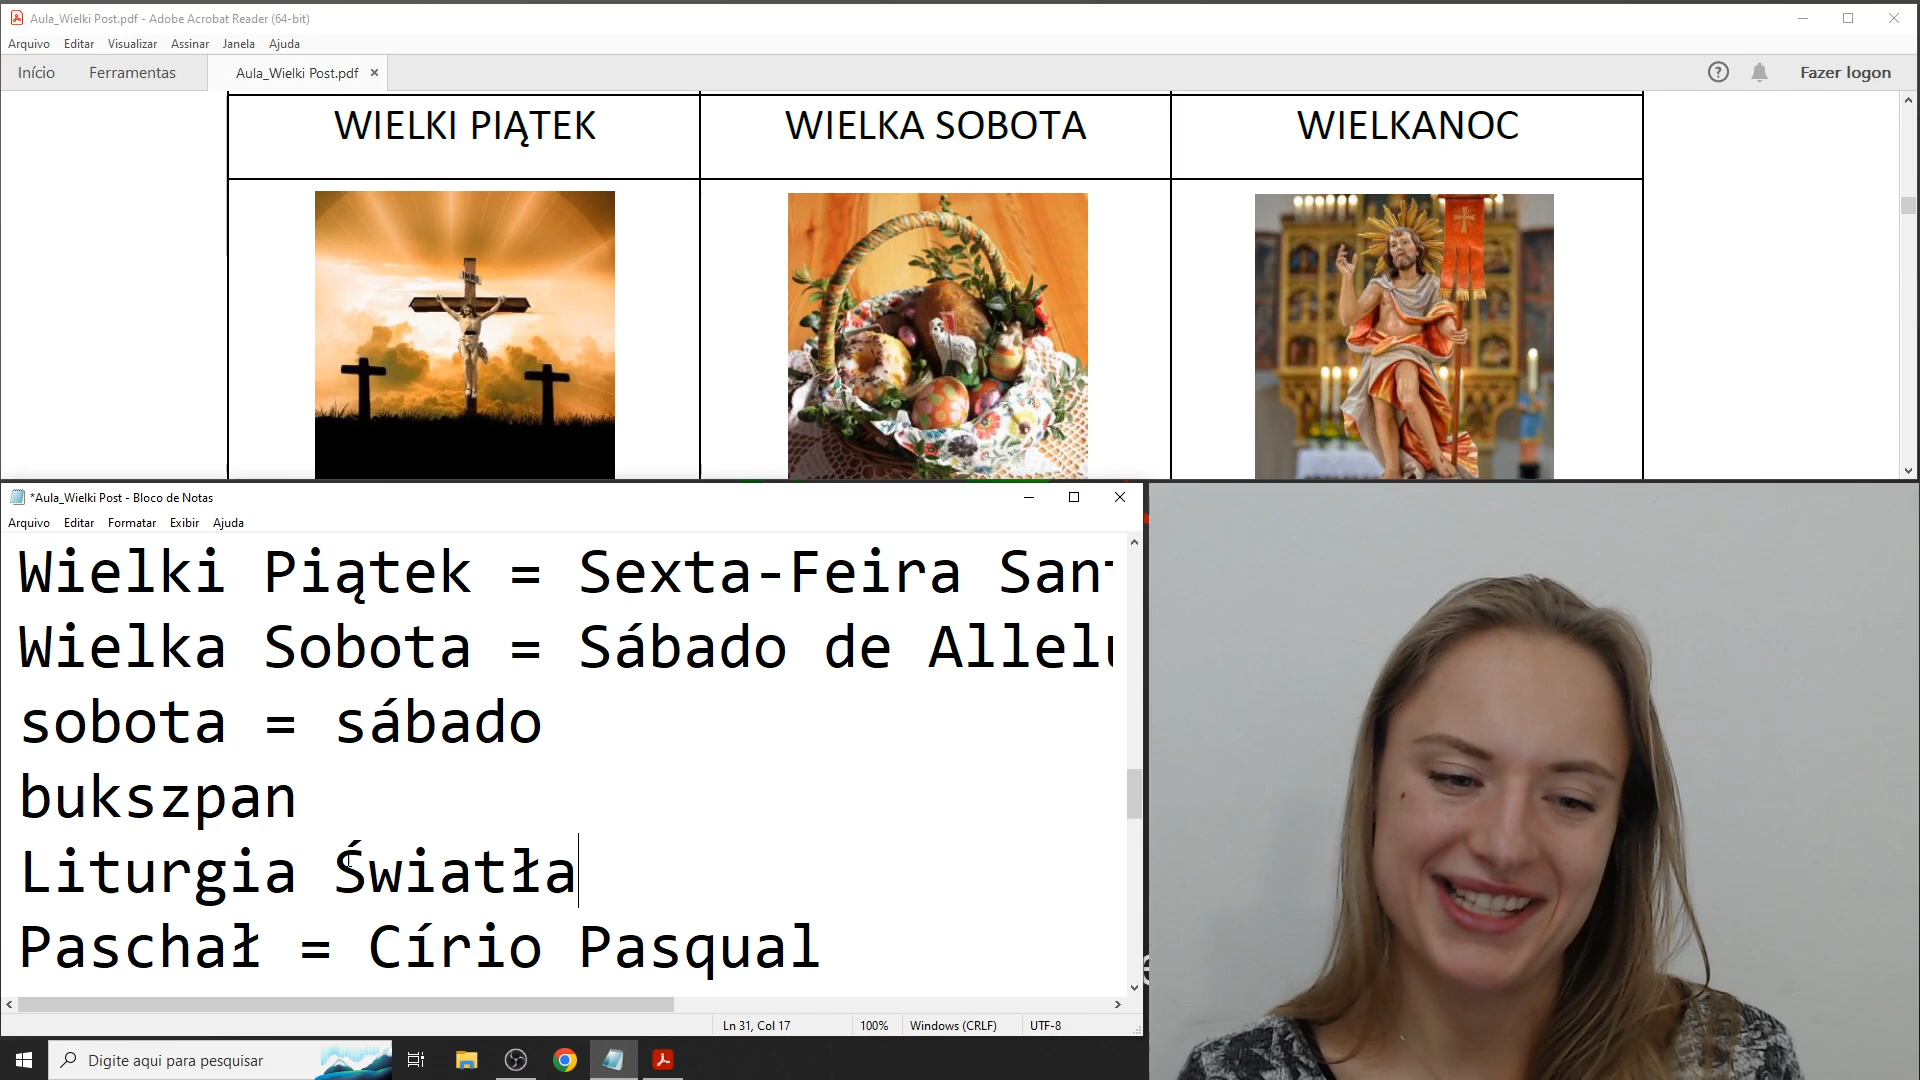 Aula_Wielki Post.pdf - Adobe Acrobat Reader (64-bit)
Arquivo Editar Visualizar Assinar Janela Ajuda
Início Ferramentas Aula_Wielki Post.pdf × Fazer logon
WIELKI PIĄTEK WIELKA SOBOTA WIELKANOC
*Aula_Wielki Post - Bloco de Notas
Arquivo Editar Formatar Exibir Ajuda
Wielki Piątek = Sexta-Feira San
Wielka Sobota = Sábado de Allel
sobota = sábado
bukszpan
Liturgia Światła
Paschał = Círio Pasqual
Ln 31, Col 17 100% Windows (CRLF) UTF-8
Digite aqui para pesquisar